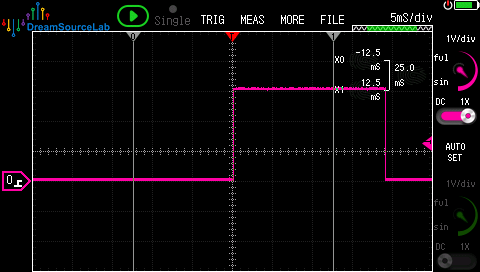 DreamSourceLab
Single
TRIG
MEAS
MORE
FILE
5mS/div
0
T
1
1V/div
X0
-12.5
mS
25.0
mS
X1
12.5
mS
ful
sin
DC
1X
AUTO
SET
0
1V/div
ful
sin
DC
1X